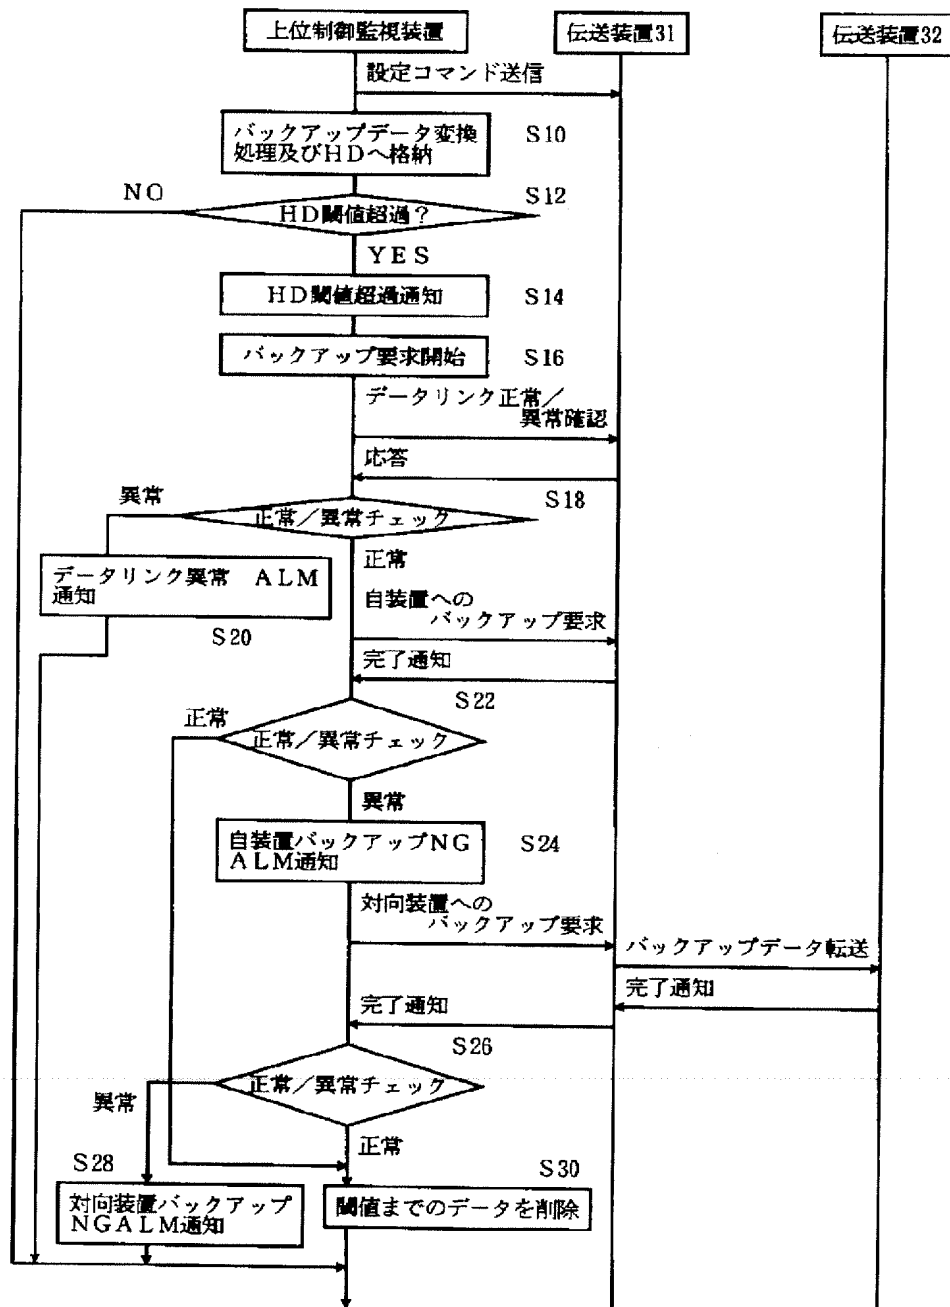 上位制御監視装置
伝送装置31
伝送装置32
設定コマンド送信
バックアップデータ変換
処理及びHDへ格納
S10
NO
HD閾値超過?
S12
YES
HD閾値超過通知
S14
バックアップ要求開始
S16
データリンク正常/
異常確認
応答
異常
正常/異常チェック
S18
正常
データリンク異常 ALM
通知
S20
自装置への
バックアップ要求
完了通知
S22
正常
正常/異常チェック
異常
自装置バックアップNG
ALM通知
S24
対向装置への
バックアップ要求
バックアップデータ転送
完了通知
完了通知
S26
正常/異常チェック
異常
正常
S28
S30
対向装置バックアップ
NGALM通知
閾値までのデータを削除